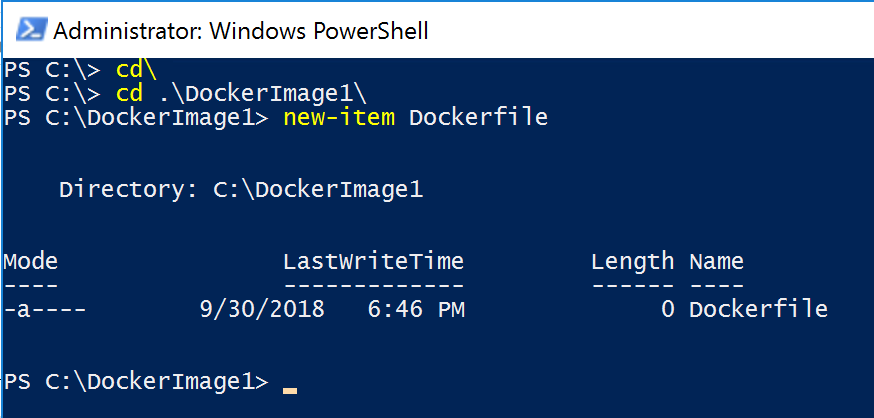 Administrator: Windows PowerShell
PS C:\> cd\
PS C:\> cd .\DockerImage1\
PS C:\DockerImage1> new-item Dockerfile
    Directory: C:\DockerImage1
Mode                LastWriteTime         Length Name
----                -------------         ------ ----
-a----        9/30/2018   6:46 PM              0 Dockerfile
PS C:\DockerImage1> _